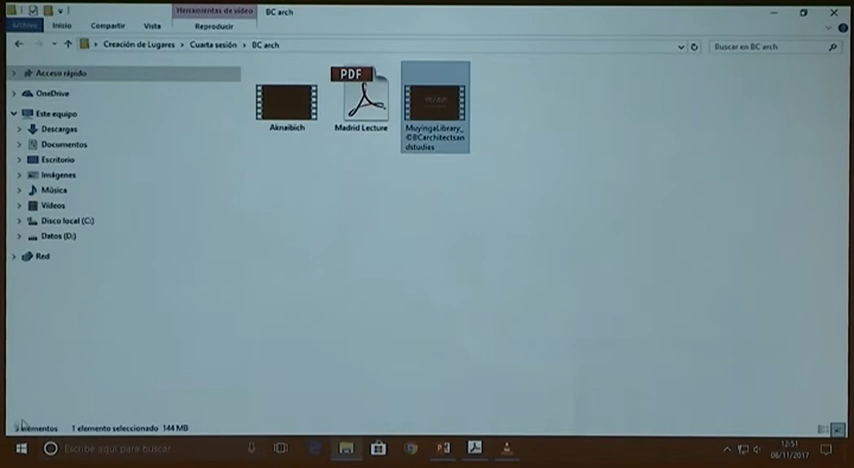 Herramientas de vídeo
BC arch
Archivo
Inicio
Compartir
Vista
Reproducir
Creación de Lugares
Cuarta sesión
BC arch
Buscar en BC arch
Acceso rápido
OneDrive
Este equipo
Descargas
Documentos
Escritorio
Imágenes
Música
Vídeos
Disco local (C:)
Datos (D:)
Red
Aknaibich
PDF
Madrid Lecture
MuyingaLibrary_
©BCarchitectsan
dstudies
3 elementos
1 elemento seleccionado 144 MB
Escribe aquí para buscar
12:51
08/11/2017